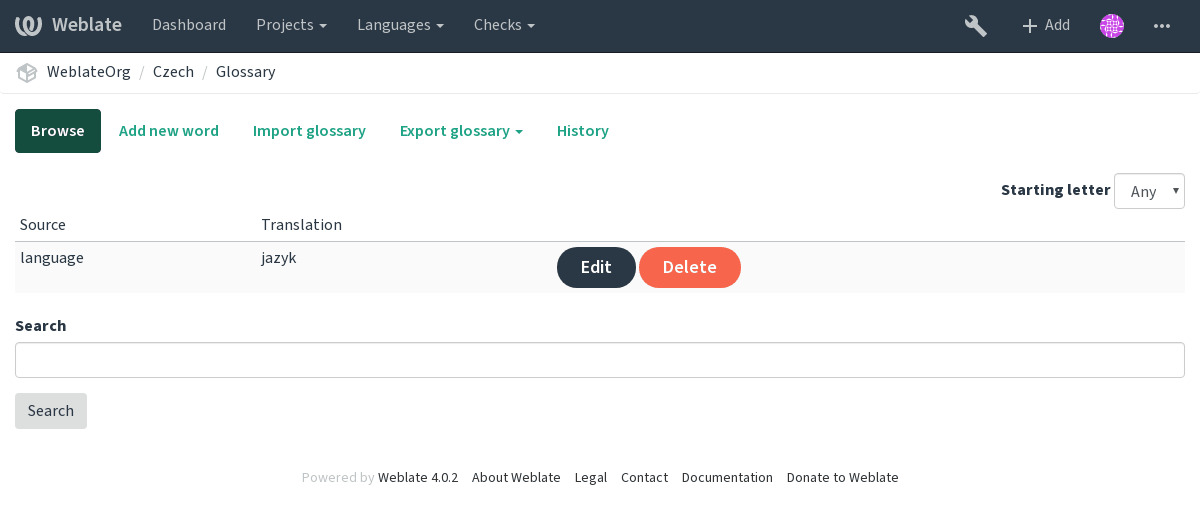 Weblate Dashboard Projects Languages Checks Add
WeblateOrg / Czech / Glossary
Browse Add new word Import glossary Export glossary History
Starting letter Any
Source Translation
language jazyk Edit Delete
Search
Search
Powered by Weblate 4.0.2 About Weblate Legal Contact Documentation Donate to Weblate